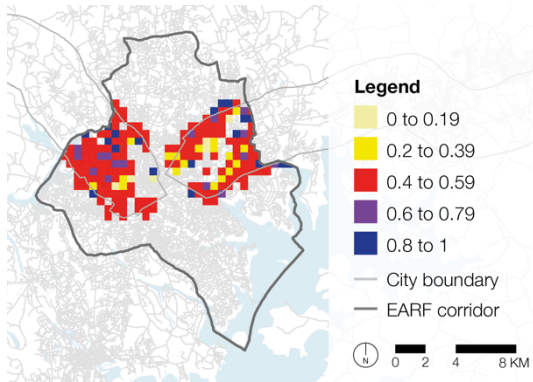 Legend
0 to 0.19
0.2 to 0.39
0.4 to 0.59
0.6 to 0.79
0.8 to 1
City boundary
EARF corridor
N 0 2 4 8 KM